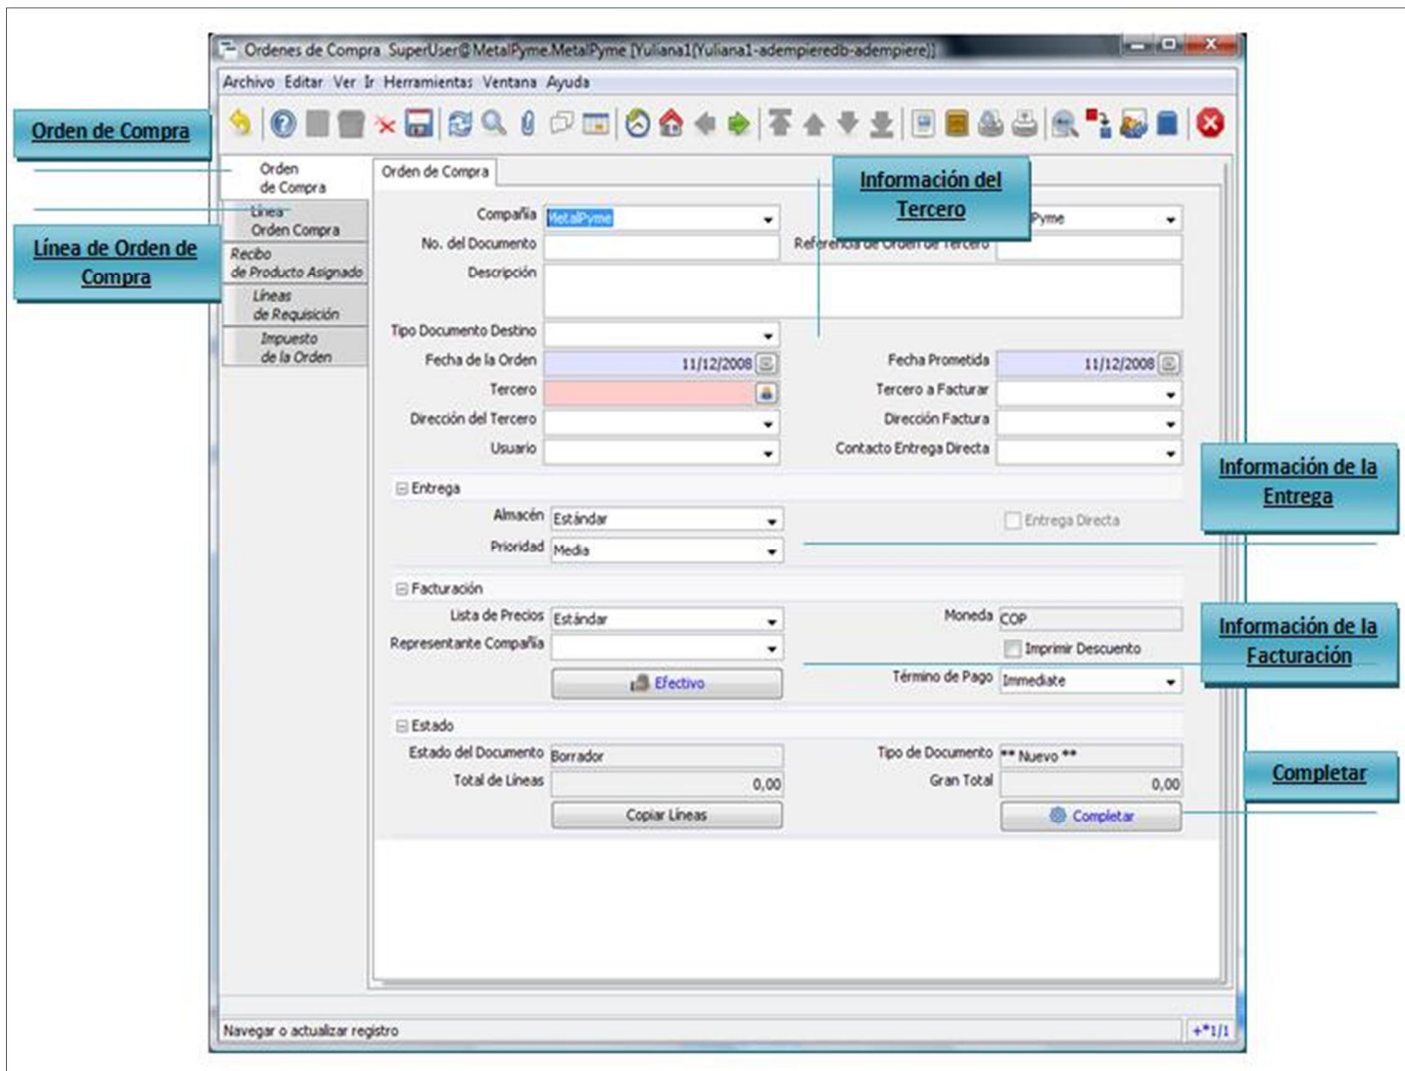 Ordenes de Compra SuperUser@MetalPyme.MetalPyme [Yuliana1{Yuliana1-adempieredb-adempiere}]
Archivo Editar Ver Ir Herramientas Ventana Ayuda
Orden de Compra
Línea de Orden de
Compra
Orden
de Compra
Línea
Orden Compra
Recibo
de Producto Asignado
Líneas
de Requisición
Impuesto
de la Orden
Orden de Compra
Información del
Tercero
Compañía MetalPyme Pyme
No. del Documento Referencia de Orden de Tercero
Descripción
Tipo Documento Destino
Fecha de la Orden 11/12/2008 Fecha Prometida 11/12/2008
Tercero Tercero a Facturar
Dirección del Tercero Dirección Factura
Usuario Contacto Entrega Directa
Información de la
Entrega
Entrega
Almacén Estándar Entrega Directa
Prioridad Media
Facturación
Lista de Precios Estándar Moneda COP
Representante Compañía Imprimir Descuento
Efectivo Término de Pago Immediate
Información de la
Facturación
Estado
Estado del Documento Borrador Tipo de Documento ** Nuevo **
Total de Líneas 0,00 Gran Total 0,00
Copiar Líneas Completar
Completar
Navegar o actualizar registro +*1/1